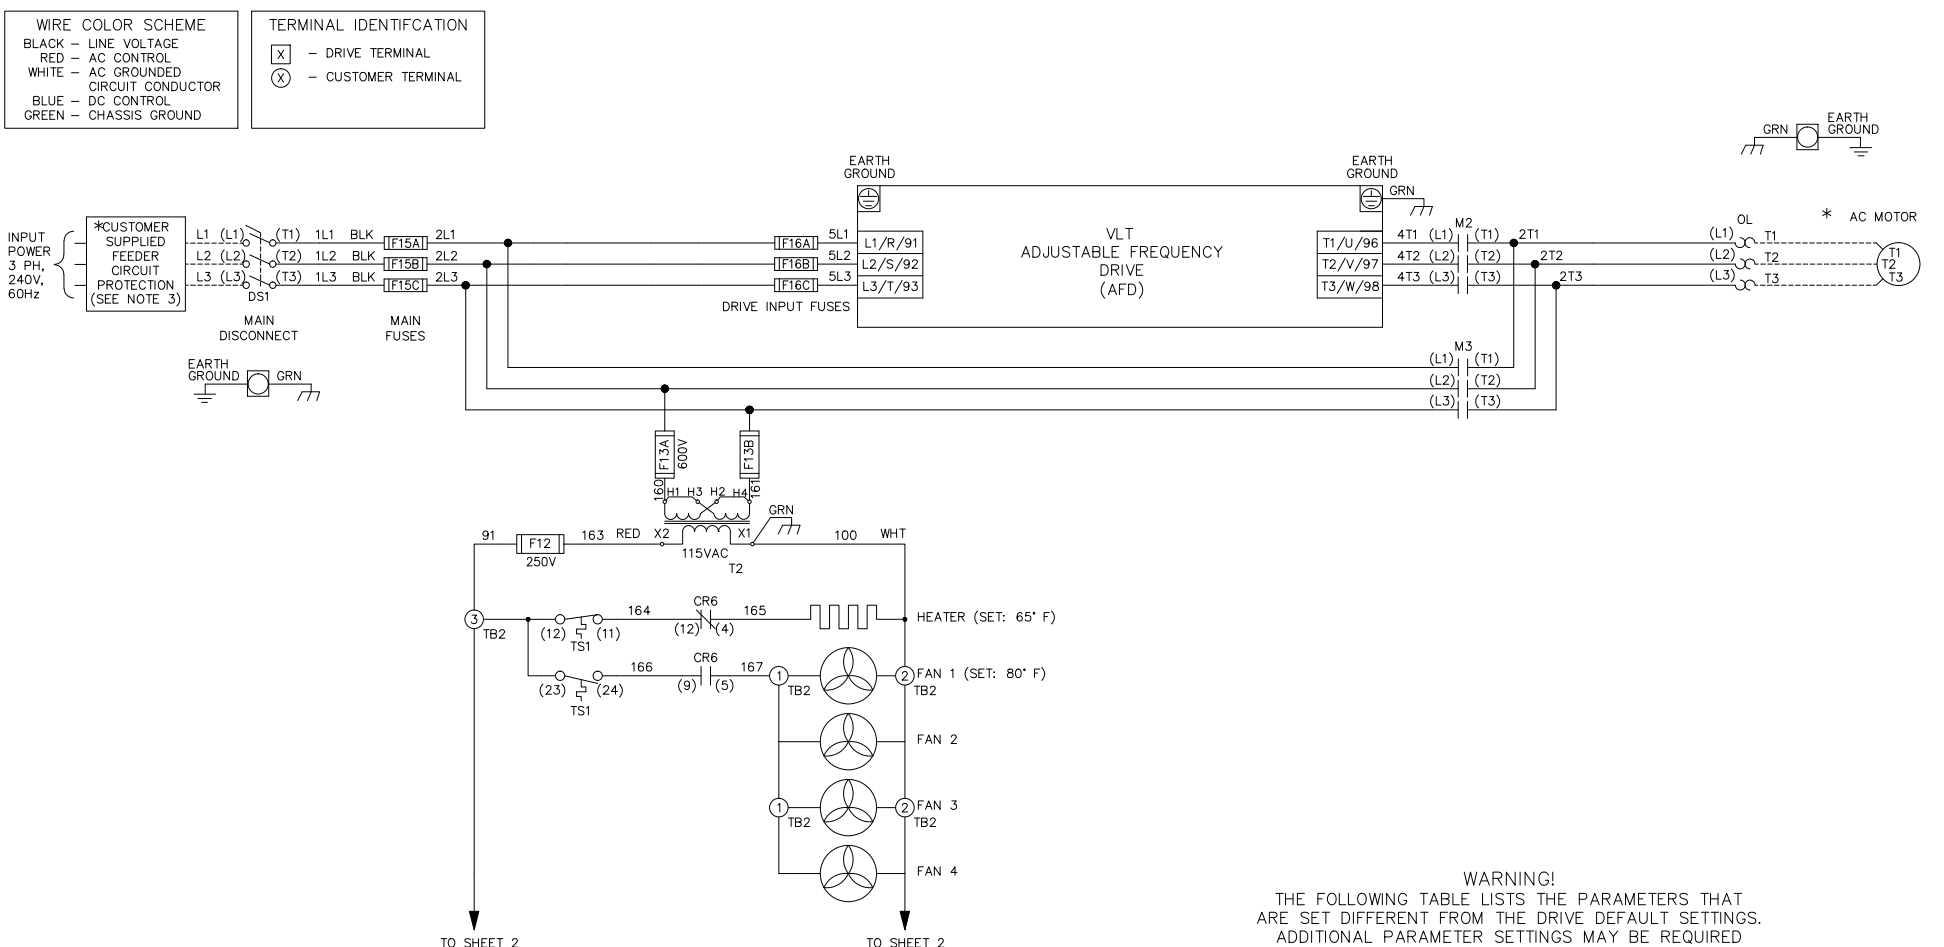 WIRE COLOR SCHEME
BLACK – LINE VOLTAGE
RED – AC CONTROL
WHITE – AC GROUNDED
CIRCUIT CONDUCTOR
BLUE – DC CONTROL
GREEN – CHASSIS GROUND
TERMINAL IDENTIFCATION
X – DRIVE TERMINAL
X – CUSTOMER TERMINAL
GRN
EARTH
GROUND
EARTH
GROUND
EARTH
GROUND
GRN
INPUT
POWER
3 PH,
240V,
60Hz
*CUSTOMER
SUPPLIED
FEEDER
CIRCUIT
PROTECTION
(SEE NOTE 3)
L1 (L1) (T1) 1L1 BLK F15A 2L1
L2 (L2) (T2) 1L2 BLK F15B 2L2
L3 (L3) (T3) 1L3 BLK F15C 2L3
DS1
MAIN
DISCONNECT
MAIN
FUSES
F16A 5L1 L1/R/91
F16B 5L2 L2/S/92
F16C 5L3 L3/T/93
DRIVE INPUT FUSES
VLT
ADJUSTABLE FREQUENCY
DRIVE
(AFD)
M2
T1/U/96 4T1 (L1) (T1) 2T1
T2/V/97 4T2 (L2) (T2) 2T2
T3/W/98 4T3 (L3) (T3) 2T3
OL
* AC MOTOR
(L1) T1 T1
(L2) T2 T2
(L3) T3 T3
EARTH
GROUND GRN
M3
(L1) (T1)
(L2) (T2)
(L3) (T3)
F13A
600V
F13B
160
161
H1 H3 H2 H4
GRN
91 F12 163 RED X2 X1 100 WHT
250V
115VAC
T2
3
TB2
164 CR6 165
(12) (11) (12) (4)
TS1
HEATER (SET: 65° F)
166 CR6 167
(23) (24) (9) (5)
TS1
1 2 FAN 1 (SET: 80° F)
TB2 TB2
FAN 2
1 2 FAN 3
TB2 TB2
FAN 4
TO SHEET 2
TO SHEET 2
WARNING!
THE FOLLOWING TABLE LISTS THE PARAMETERS THAT
ARE SET DIFFERENT FROM THE DRIVE DEFAULT SETTINGS.
ADDITIONAL PARAMETER SETTINGS MAY BE REQUIRED